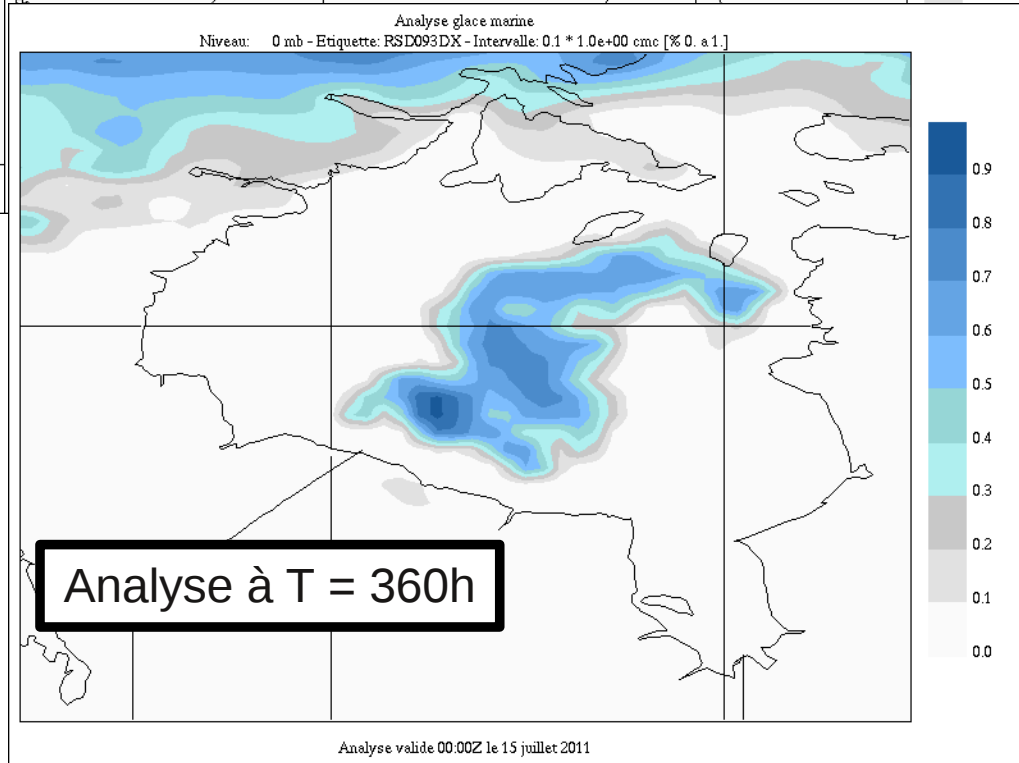 Analyse glace marine
Niveau: 0 mb - Etiquette: RSD093DX - Intervalle: 0.1 * 1.0e+00 cmc [% 0. a 1.]
0.9
0.8
0.7
0.6
0.5
0.4
0.3
0.2
0.1
0.0
Analyse à T = 360h
Analyse valide 00:00Z le 15 juillet 2011